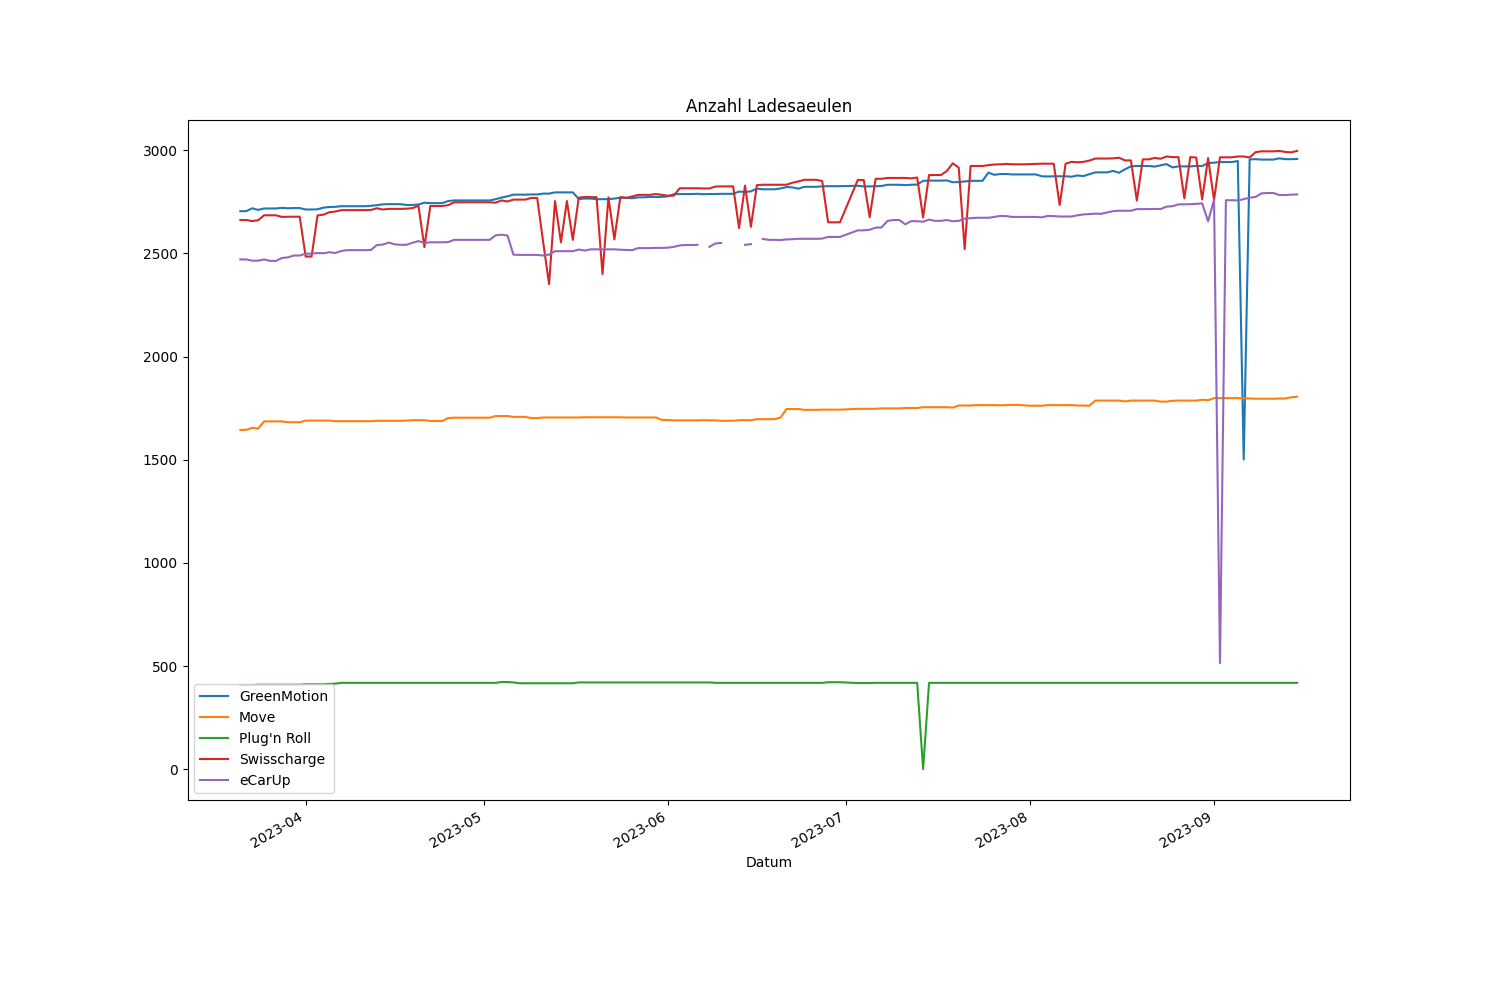 Anzahl Ladesaeulen
3000
2500
2000
1500
1000
500
0
GreenMotion
Move
Plug'n Roll
Swisscharge
eCarUp
2023-04
2023-05
2023-06
2023-07
2023-08
2023-09
Datum